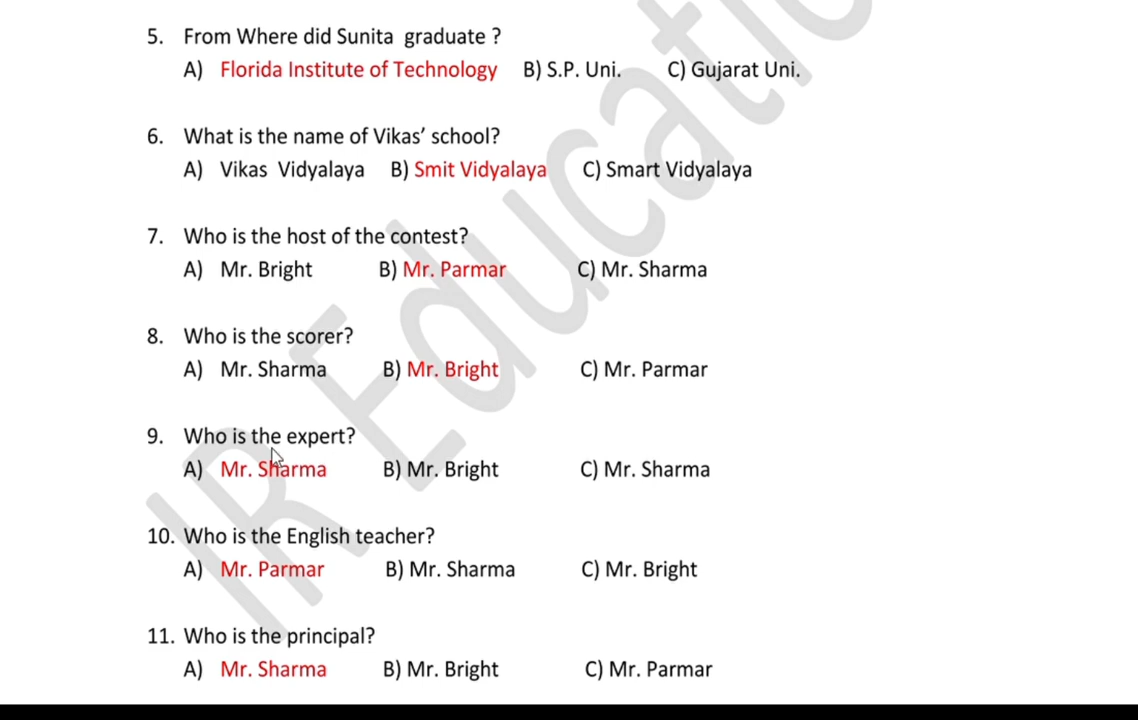 5. From Where did Sunita graduate ?
A) Florida Institute of Technology B) S.P. Uni. C) Gujarat Uni.
6. What is the name of Vikas’ school?
A) Vikas Vidyalaya B) Smit Vidyalaya C) Smart Vidyalaya
7. Who is the host of the contest?
A) Mr. Bright B) Mr. Parmar C) Mr. Sharma
8. Who is the scorer?
A) Mr. Sharma B) Mr. Bright C) Mr. Parmar
9. Who is the expert?
A) Mr. Sharma B) Mr. Bright C) Mr. Sharma
10. Who is the English teacher?
A) Mr. Parmar B) Mr. Sharma C) Mr. Bright
11. Who is the principal?
A) Mr. Sharma B) Mr. Bright C) Mr. Parmar
IR Educatio